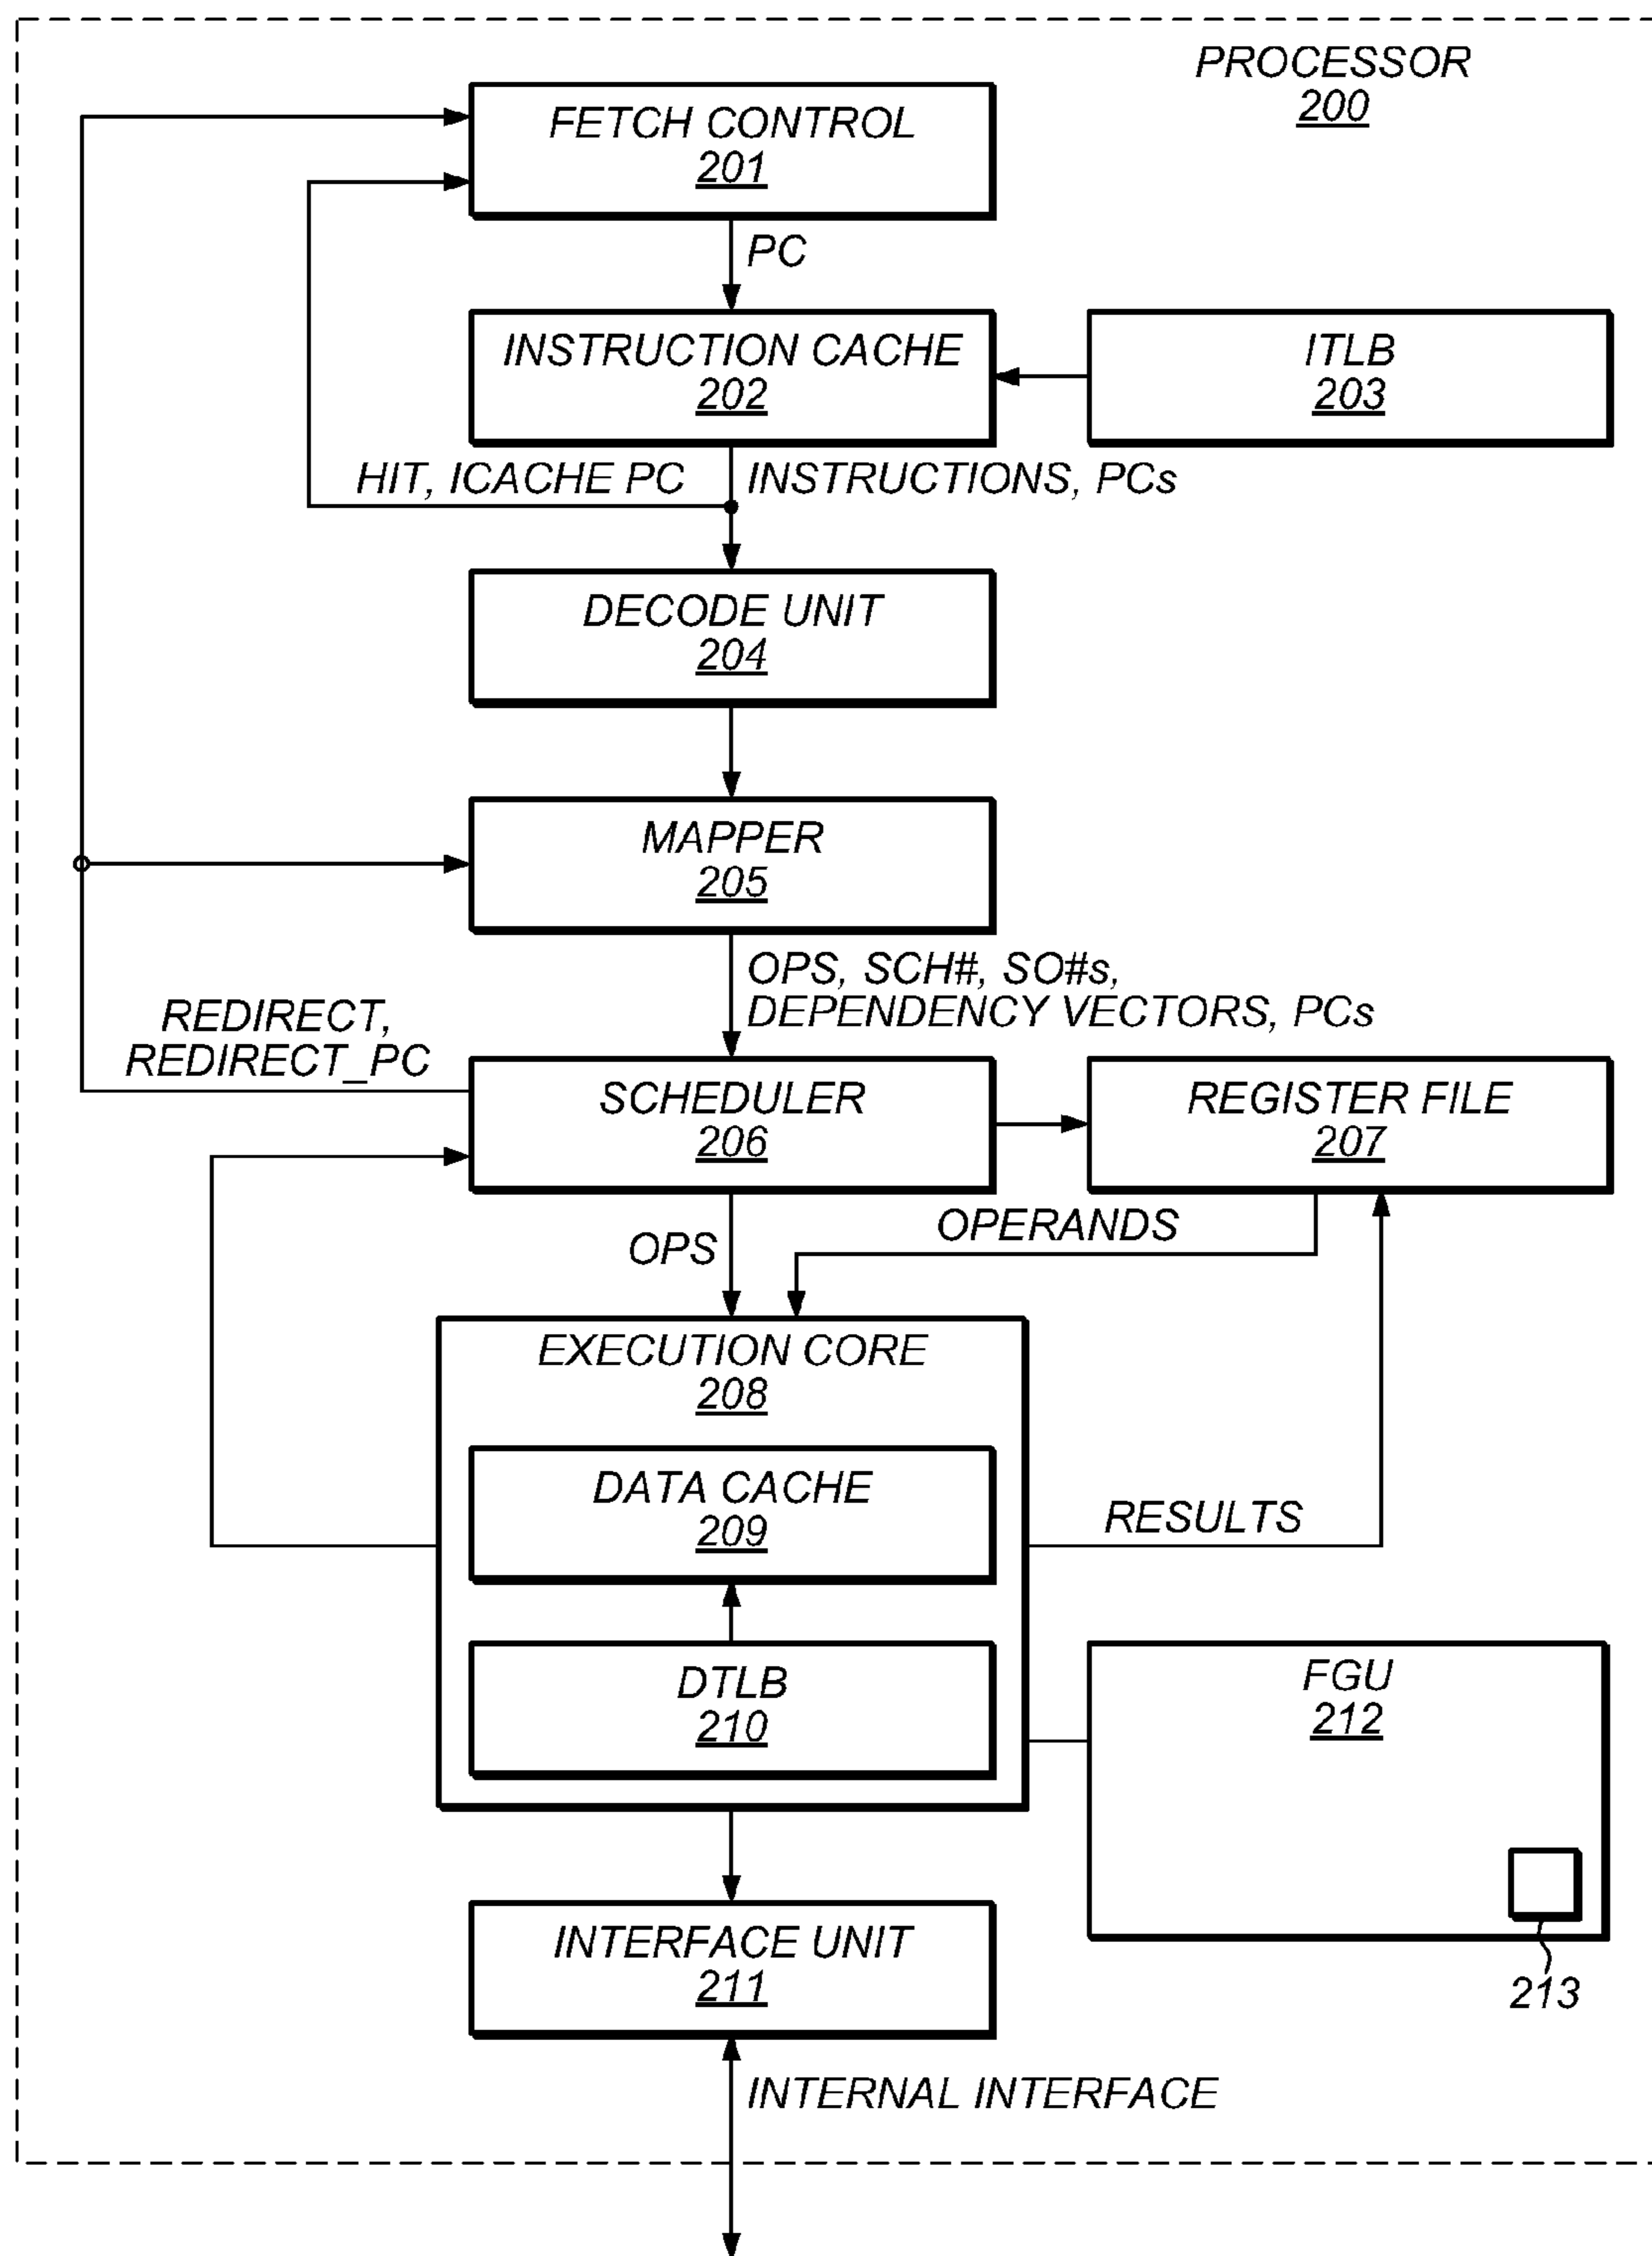 PROCESSOR
200
FETCH CONTROL
201
PC
INSTRUCTION CACHE
202
ITLB
203
HIT, ICACHE PC
INSTRUCTIONS, PCs
DECODE UNIT
204
MAPPER
205
OPS, SCH#, SO#s,
DEPENDENCY VECTORS, PCs
REDIRECT,
REDIRECT_PC
SCHEDULER
206
REGISTER FILE
207
OPS
OPERANDS
EXECUTION CORE
208
DATA CACHE
209
RESULTS
DTLB
210
FGU
212
213
INTERFACE UNIT
211
INTERNAL INTERFACE